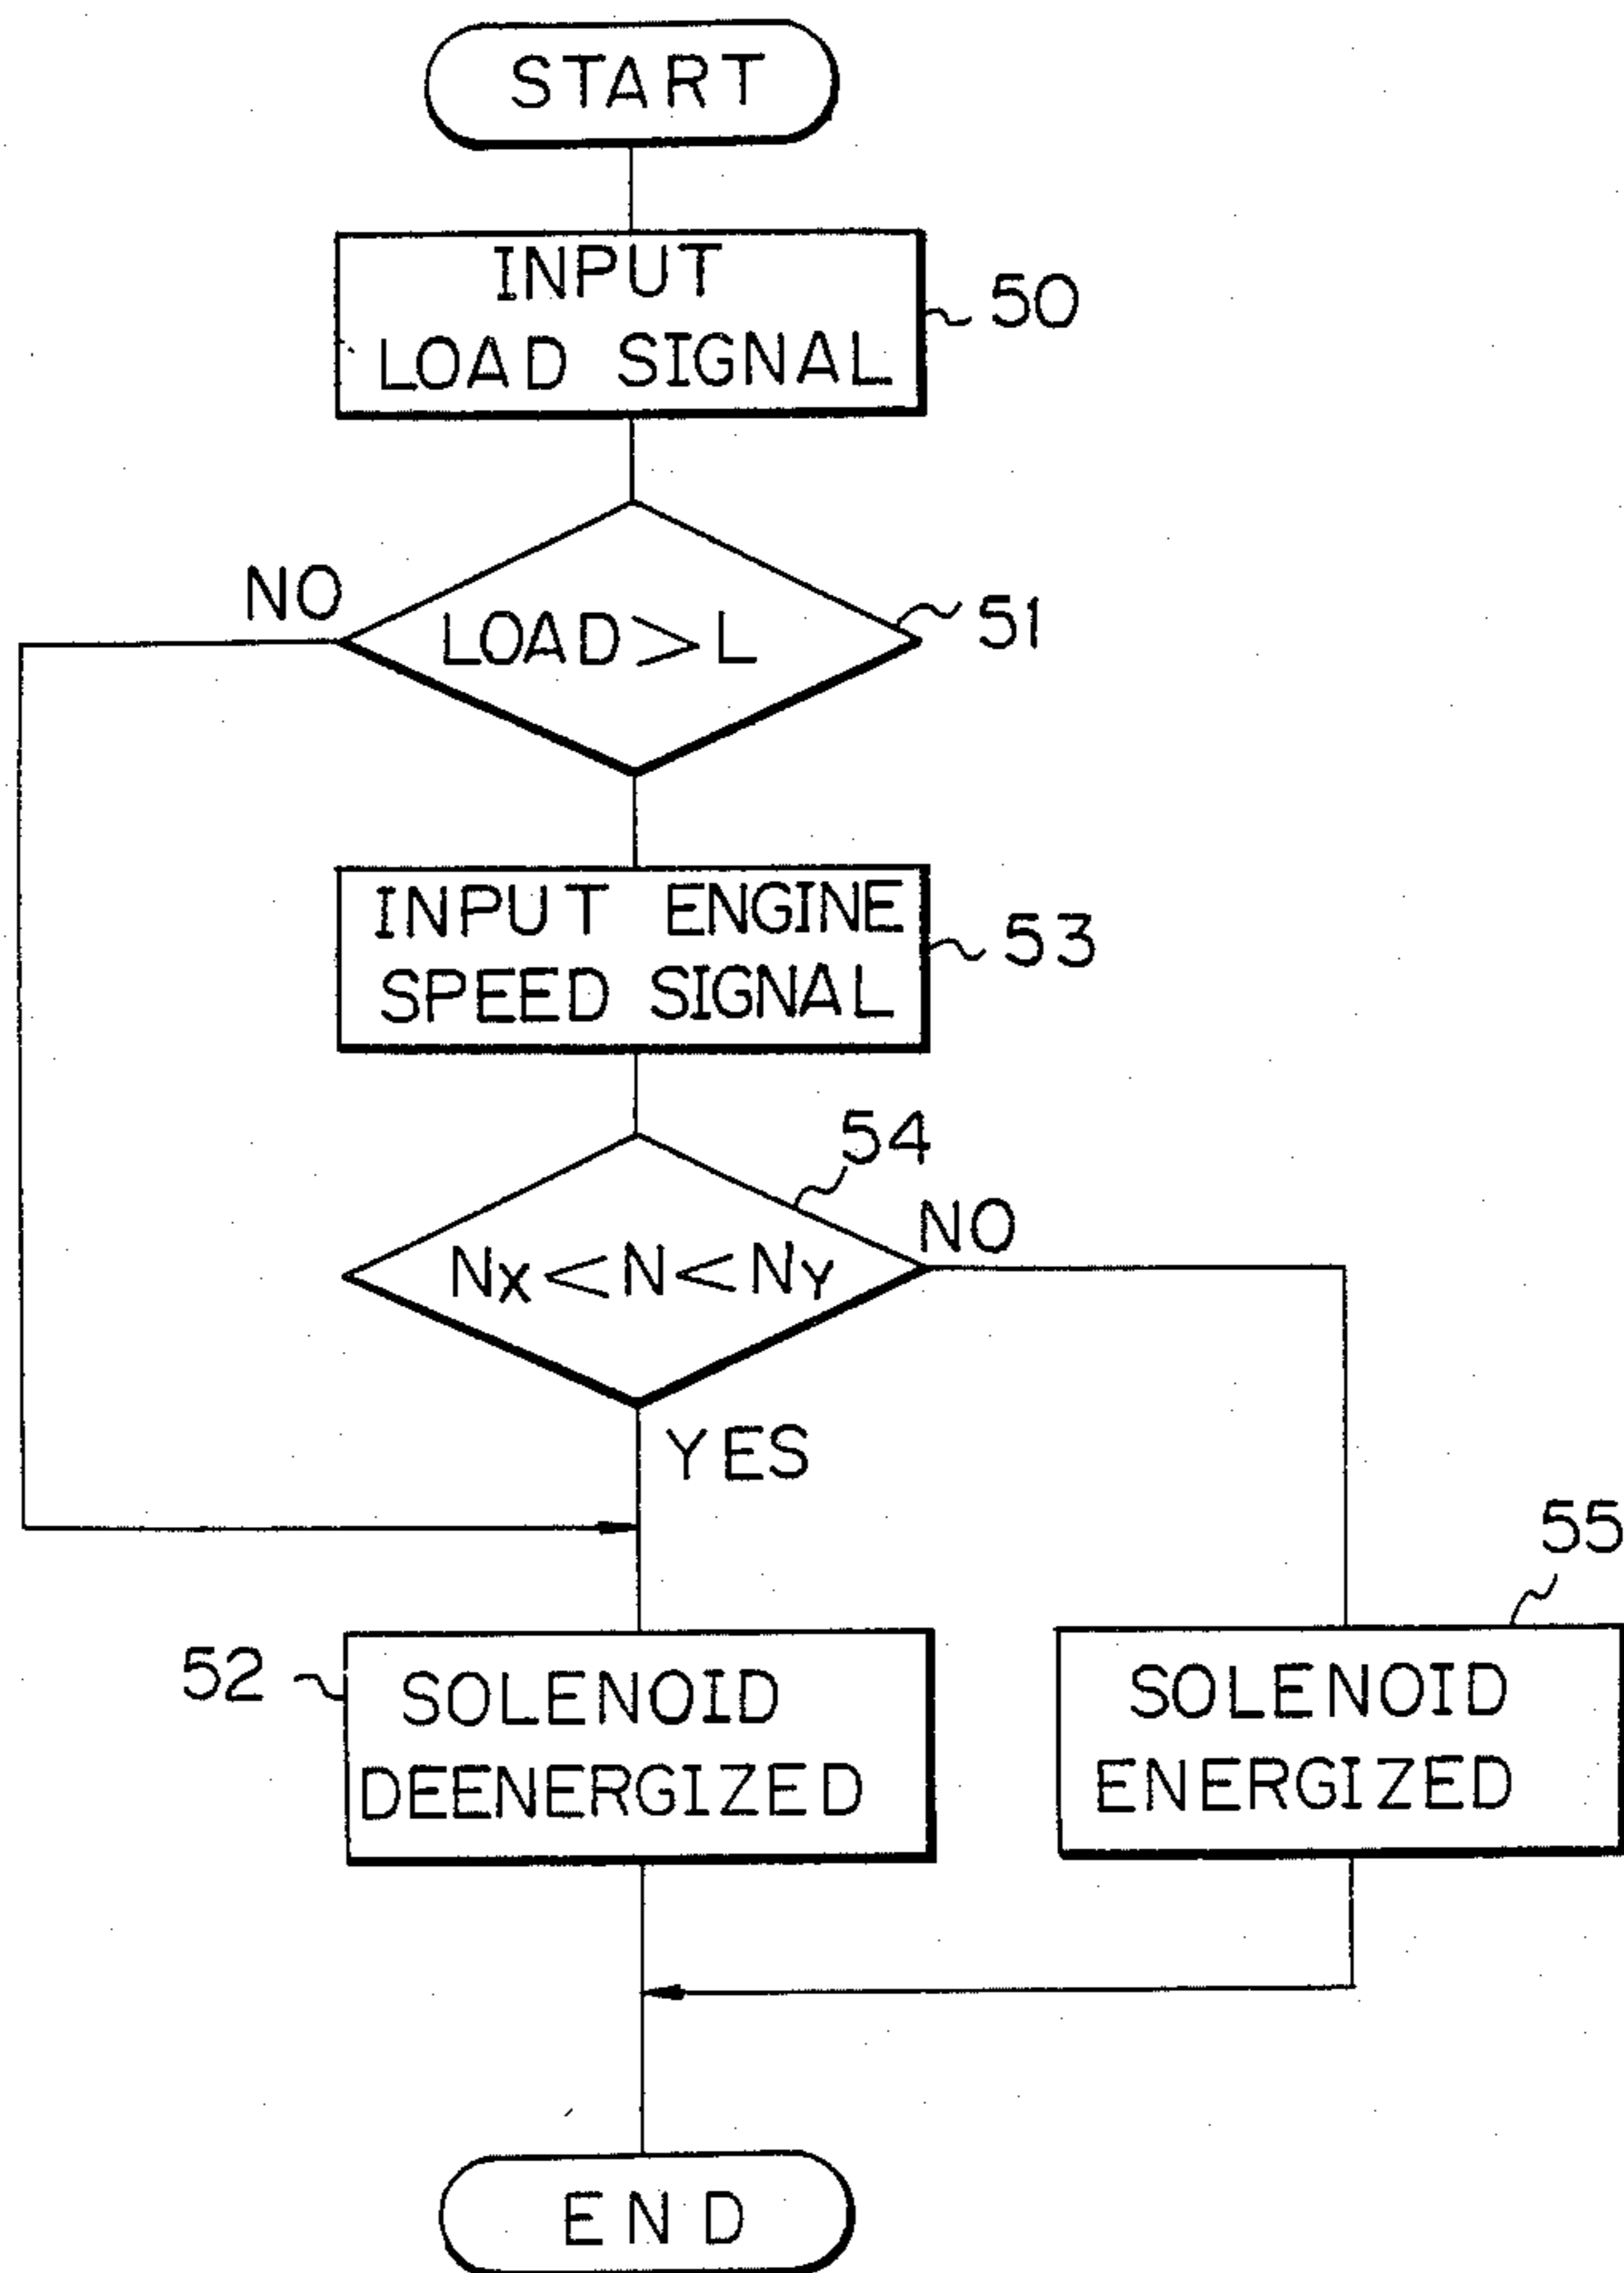 START
INPUT
LOAD SIGNAL
50
NO
LOAD>L
51
INPUT ENGINE
SPEED SIGNAL
53
54
NX<N<NY
NO
YES
55
52
SOLENOID
DEENERGIZED
SOLENOID
ENERGIZED
END